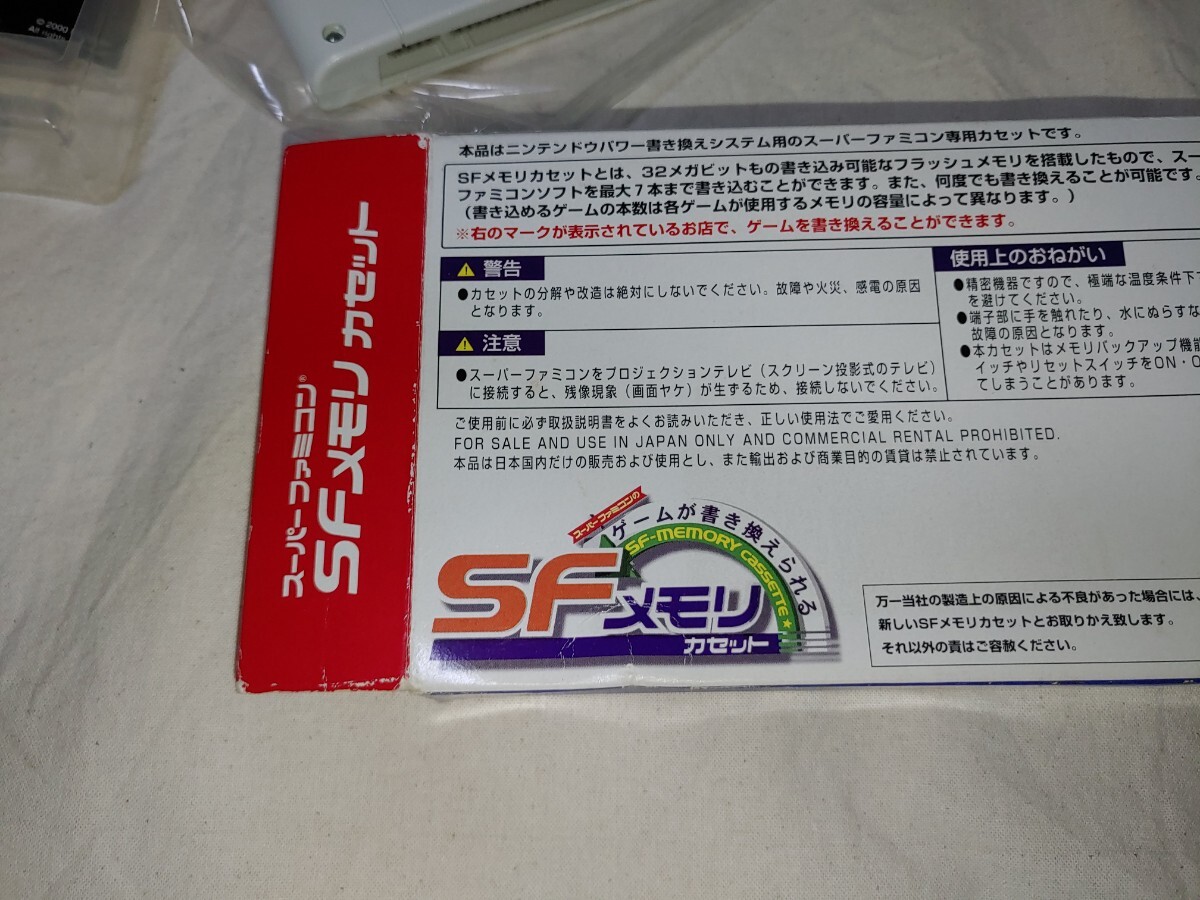 © 2000
All rights
本品はニンテンドウパワー書き換えシステム用のスーパーファミコン専用カセットです。
SFメモリカセットとは、32メガビットもの書き込み可能なフラッシュメモリを搭載したもので、スー
ファミコンソフトを最大7本まで書き込むことができます。また、何度でも書き換えることが可能です。
(書き込めるゲームの本数は各ゲームが使用するメモリの容量によって異なります。)
※右のマークが表示されているお店で、ゲームを書き換えることができます。
警告
●カセットの分解や改造は絶対にしないでください。故障や火災、感電の原因
となります。
注意
●スーパーファミコンをプロジェクションテレビ(スクリーン投影式のテレビ)
に接続すると、残像現象(画面ヤケ)が生ずるため、接続しないでください。
使用上のおねがい
●精密機器ですので、極端な温度条件下
を避けてください。
●端子部に手を触れたり、水にぬらすな
故障の原因となります。
●本カセットはメモリバックアップ機能
イッチやリセットスイッチをON・O
てしまうことがあります。
ご使用前に必ず取扱説明書をよくお読みいただき、正しい使用法でご愛用ください。
FOR SALE AND USE IN JAPAN ONLY AND COMMERCIAL RENTAL PROHIBITED.
本品は日本国内だけの販売および使用とし、また輸出および商業目的の賃貸は禁止されています。
スーパーファミコンの
ゲームが書き換えられる
SF-MEMORY CASSETTE★
SFメモリ
カセット
万一当社の製造上の原因による不良があった場合には、
新しいSFメモリカセットとお取りかえ致します。
それ以外の責はご容赦ください。
スーパーファミコン®
SFメモリ カセット